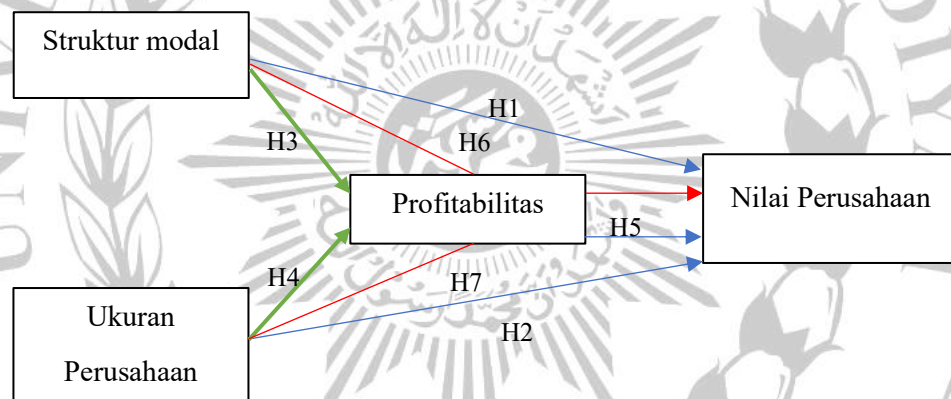 Struktur modal
H1
H3
H6
Profitabilitas
Nilai Perusahaan
H5
H4
H7
Ukuran
Perusahaan
H2